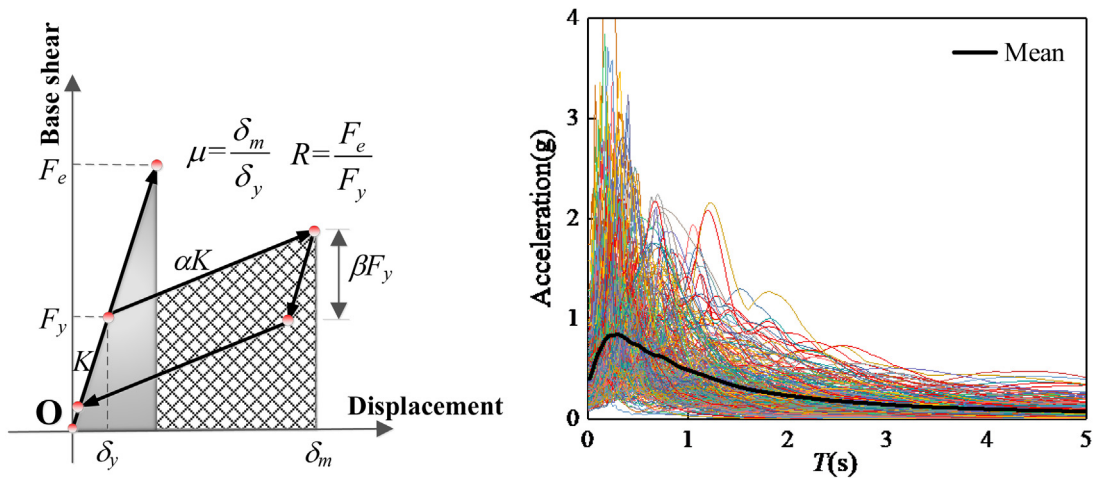 Base shear
F_e
μ=δ_m/δ_y R=F_e/F_y
αK
βF_y
F_y
K
O
Displacement
δ_y
δ_m
4
Mean
3
Acceleration(g)
2
1
0
0 1 2 3 4 5
T(s)